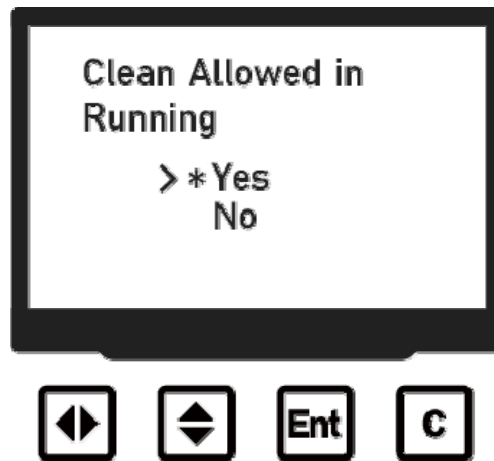 Clean Allowed in
Running
> *Yes
No
Ent
C